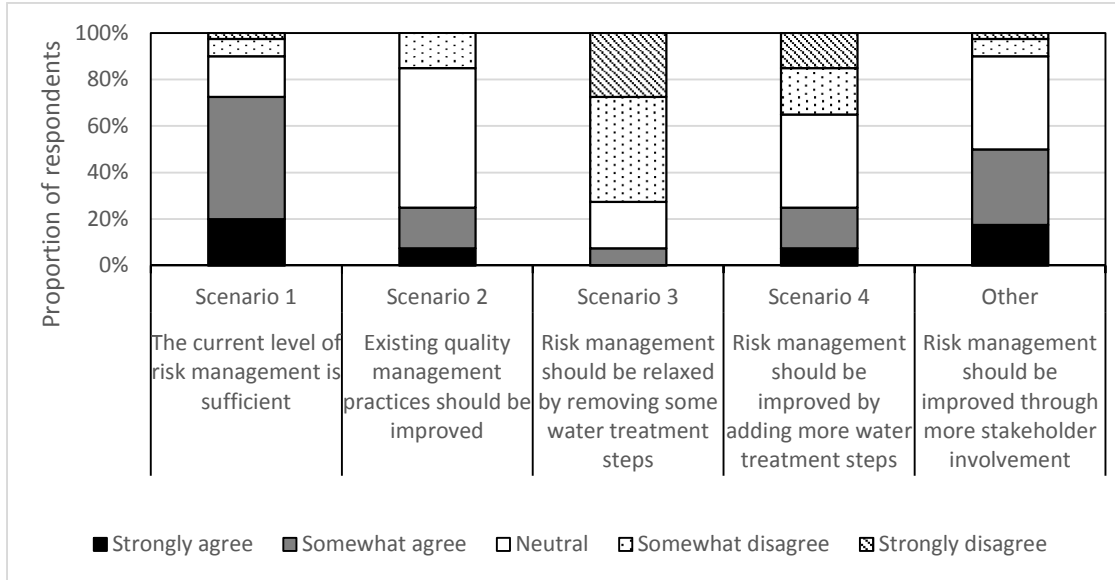 Proportion of respondents
100%
80%
60%
40%
20%
0%
Scenario 1
The current level of
risk management is
sufficient
Scenario 2
Existing quality
management
practices should be
improved
Scenario 3
Risk management
should be relaxed
by removing some
water treatment
steps
Scenario 4
Risk management
should be
improved by
adding more water
treatment steps
Other
Risk management
should be
improved through
more stakeholder
involvement
Strongly agree
Somewhat agree
Neutral
Somewhat disagree
Strongly disagree